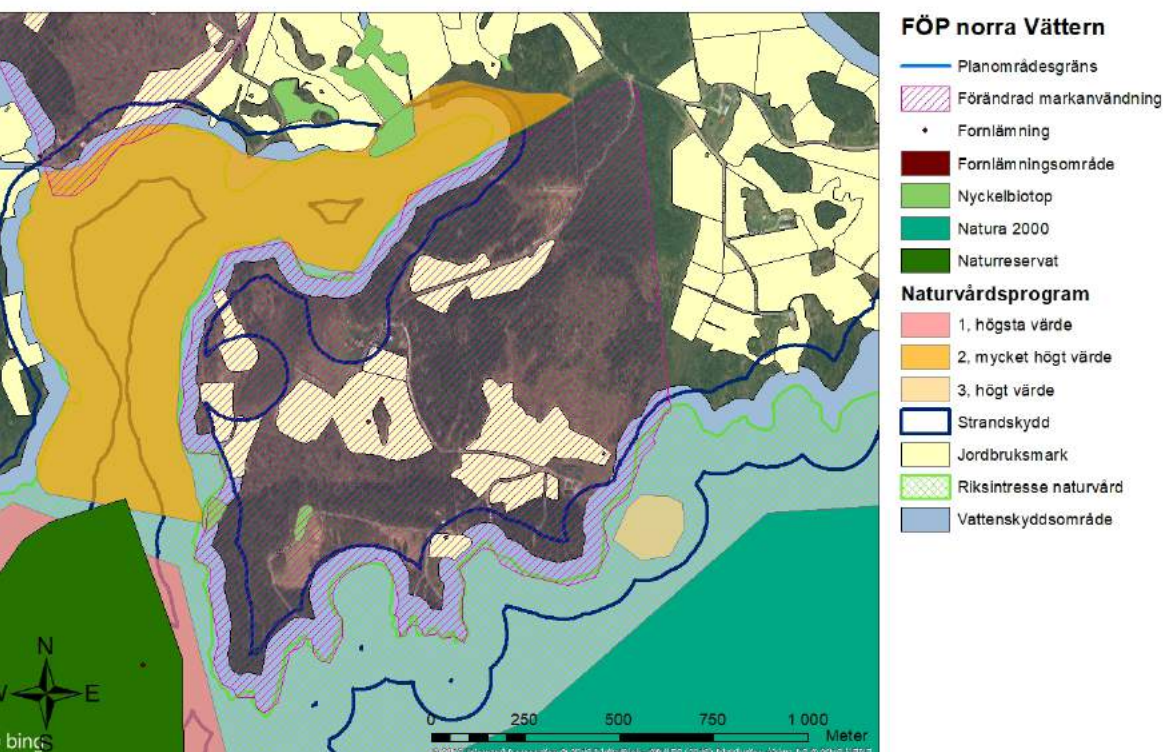 FÖP norra Vättern
Planområdesgräns
Förändrad markanvändning
Fornlämning
Fornlämningsområde
Nyckelbiotop
Natura 2000
Naturreservat
Naturvårdsprogram
1, högsta värde
2, mycket högt värde
3, högt värde
Strandskydd
Jordbruksmark
Riksintresse naturvård
Vattenskyddsområde
N
W E
S
bing
0 250 500 750 1 000
Meter